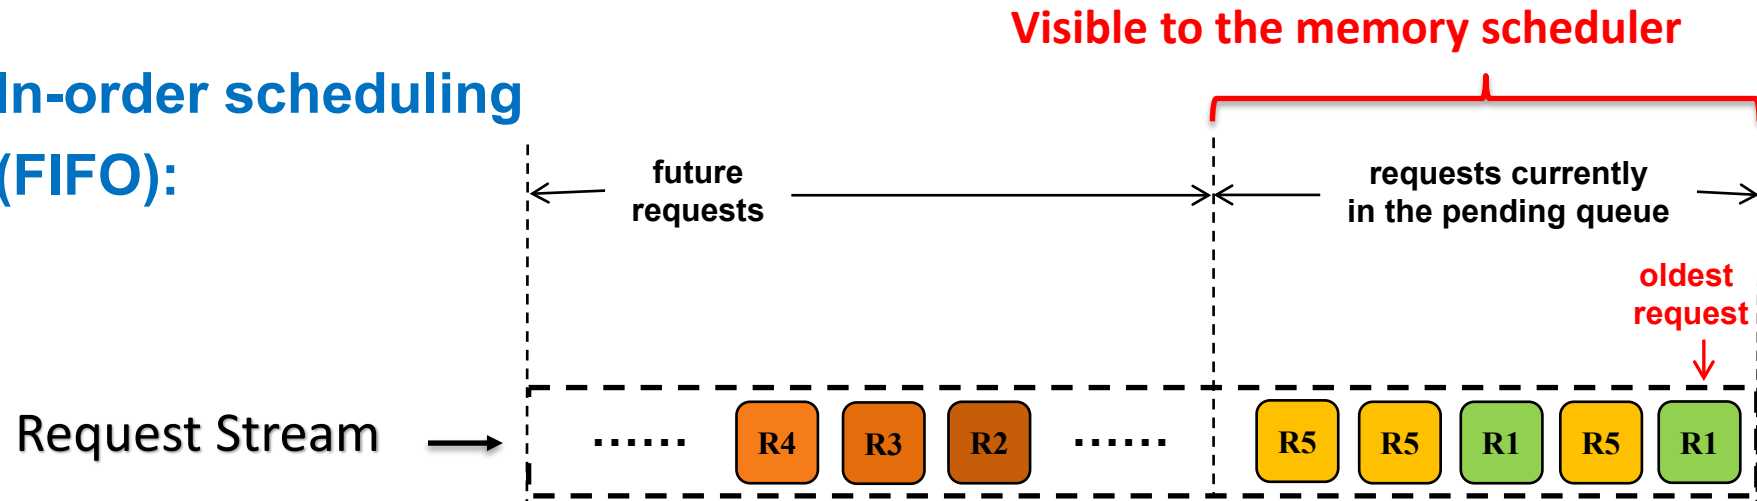 Visible to the memory scheduler
In-order scheduling
(FIFO):
future
requests
requests currently
in the pending queue
oldest
request
Request Stream
...... R4 R3 R2 ...... R5 R5 R1 R5 R1